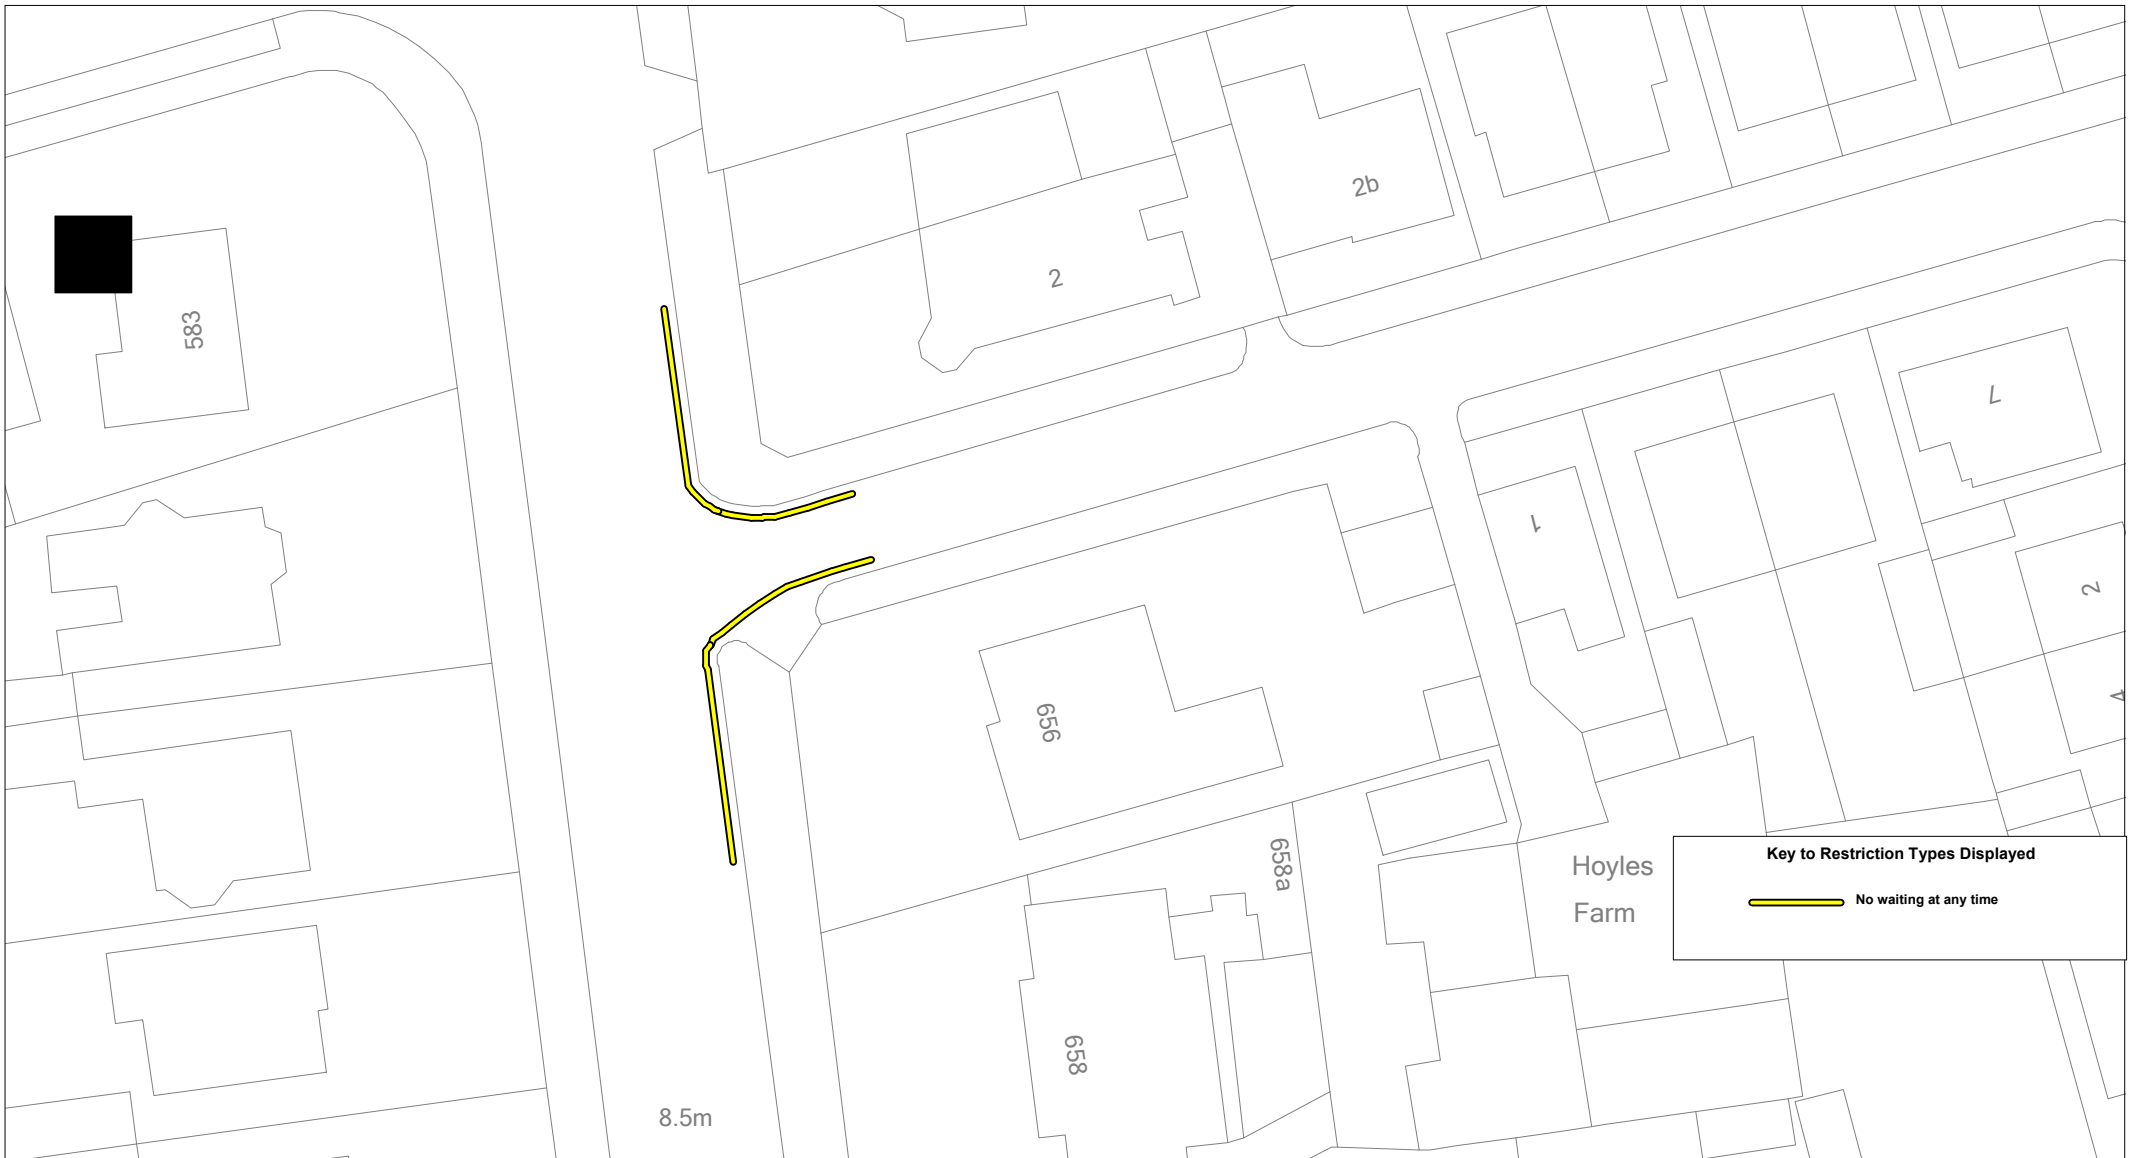 2b
2
583
7
1
2
656
4
658a
Hoyles
Farm
Key to Restriction Types Displayed
No waiting at any time
658
8.5m